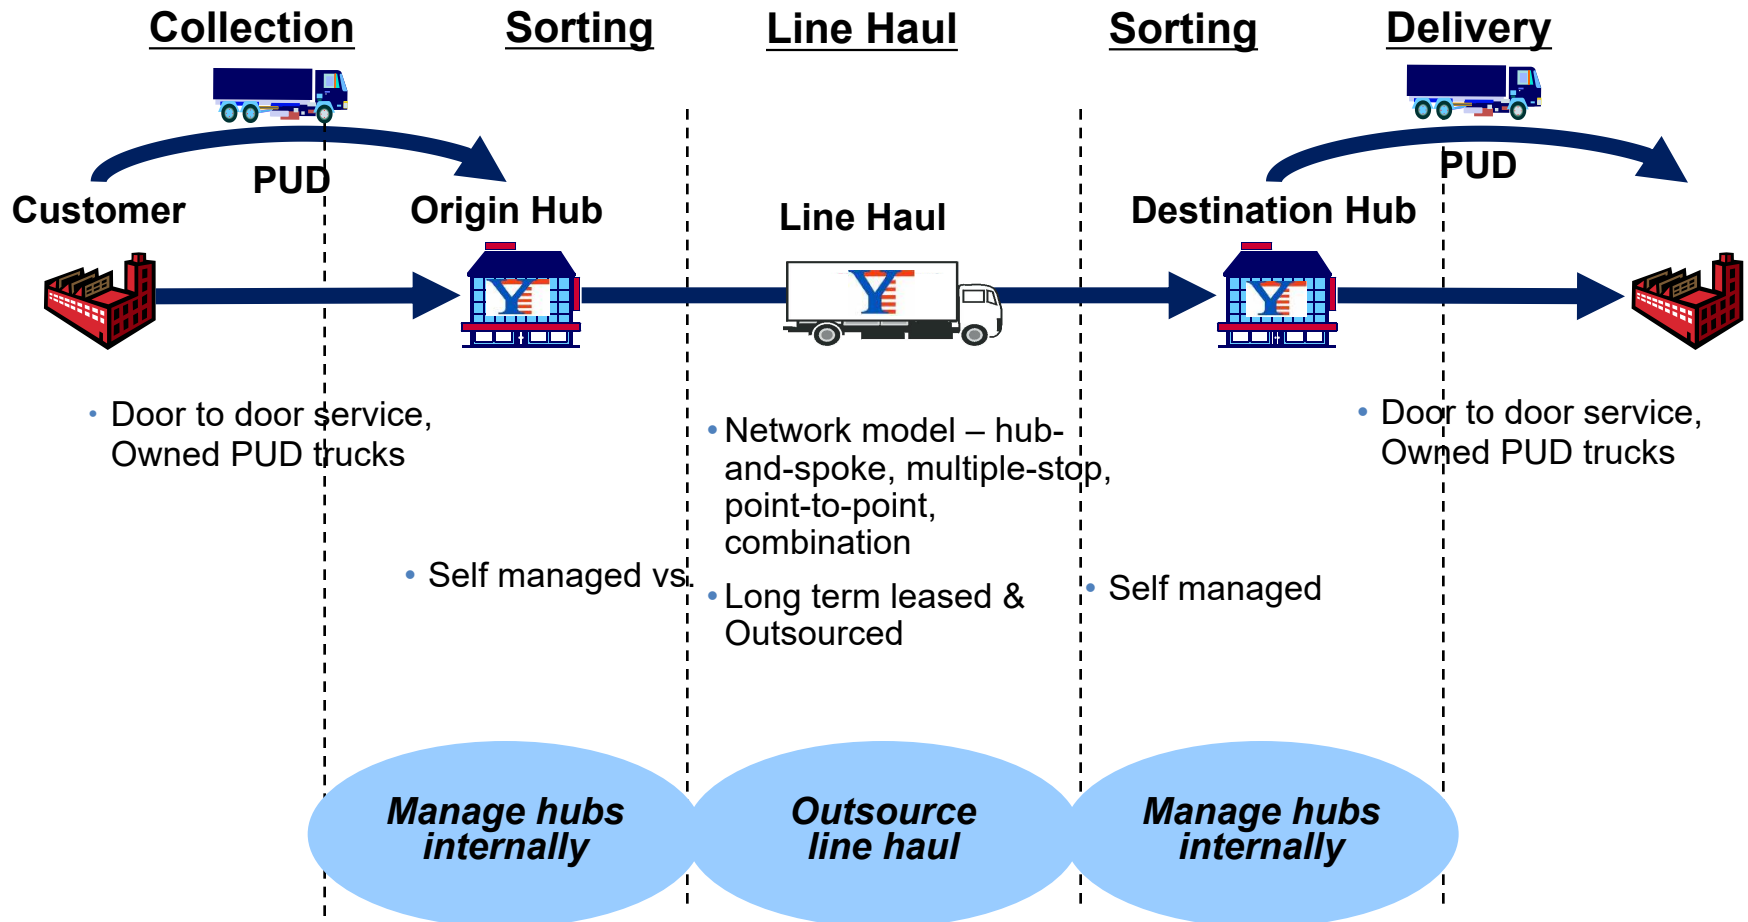 Collection
Sorting
Line Haul
Sorting
Delivery
PUD
PUD
Customer
Origin Hub
Line Haul
Destination Hub
Y
Y
Y
• Door to door service,
Owned PUD trucks
• Self managed vs.
• Network model – hub-
and-spoke, multiple-stop,
point-to-point,
combination
• Long term leased &
Outsourced
• Self managed
• Door to door service,
Owned PUD trucks
Manage hubs
internally
Outsource
line haul
Manage hubs
internally